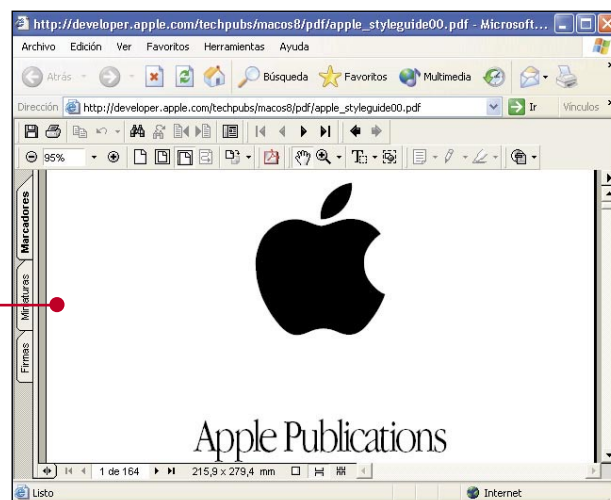 http://developer.apple.com/techpubs/macos8/pdf/apple_styleguide00.pdf - Microsoft...
Archivo Edición Ver Favoritos Herramientas Ayuda
Atrás Búsqueda Favoritos Multimedia
Dirección http://developer.apple.com/techpubs/macos8/pdf/apple_styleguide00.pdf Ir Vínculos
95%
Marcadores
Miniaturas
Firmas
Apple Publications
1 de 164 215,9 x 279,4 mm
Listo Internet